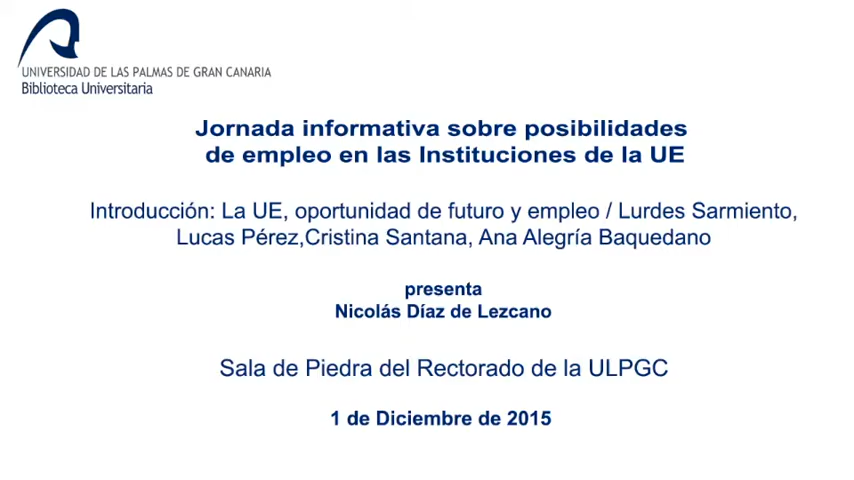 UNIVERSIDAD DE LAS PALMAS DE GRAN CANARIA
Biblioteca Universitaria
Jornada informativa sobre posibilidades
de empleo en las Instituciones de la UE
Introducción: La UE, oportunidad de futuro y empleo / Lurdes Sarmiento,
Lucas Pérez,Cristina Santana, Ana Alegría Baquedano
presenta
Nicolás Díaz de Lezcano
Sala de Piedra del Rectorado de la ULPGC
1 de Diciembre de 2015